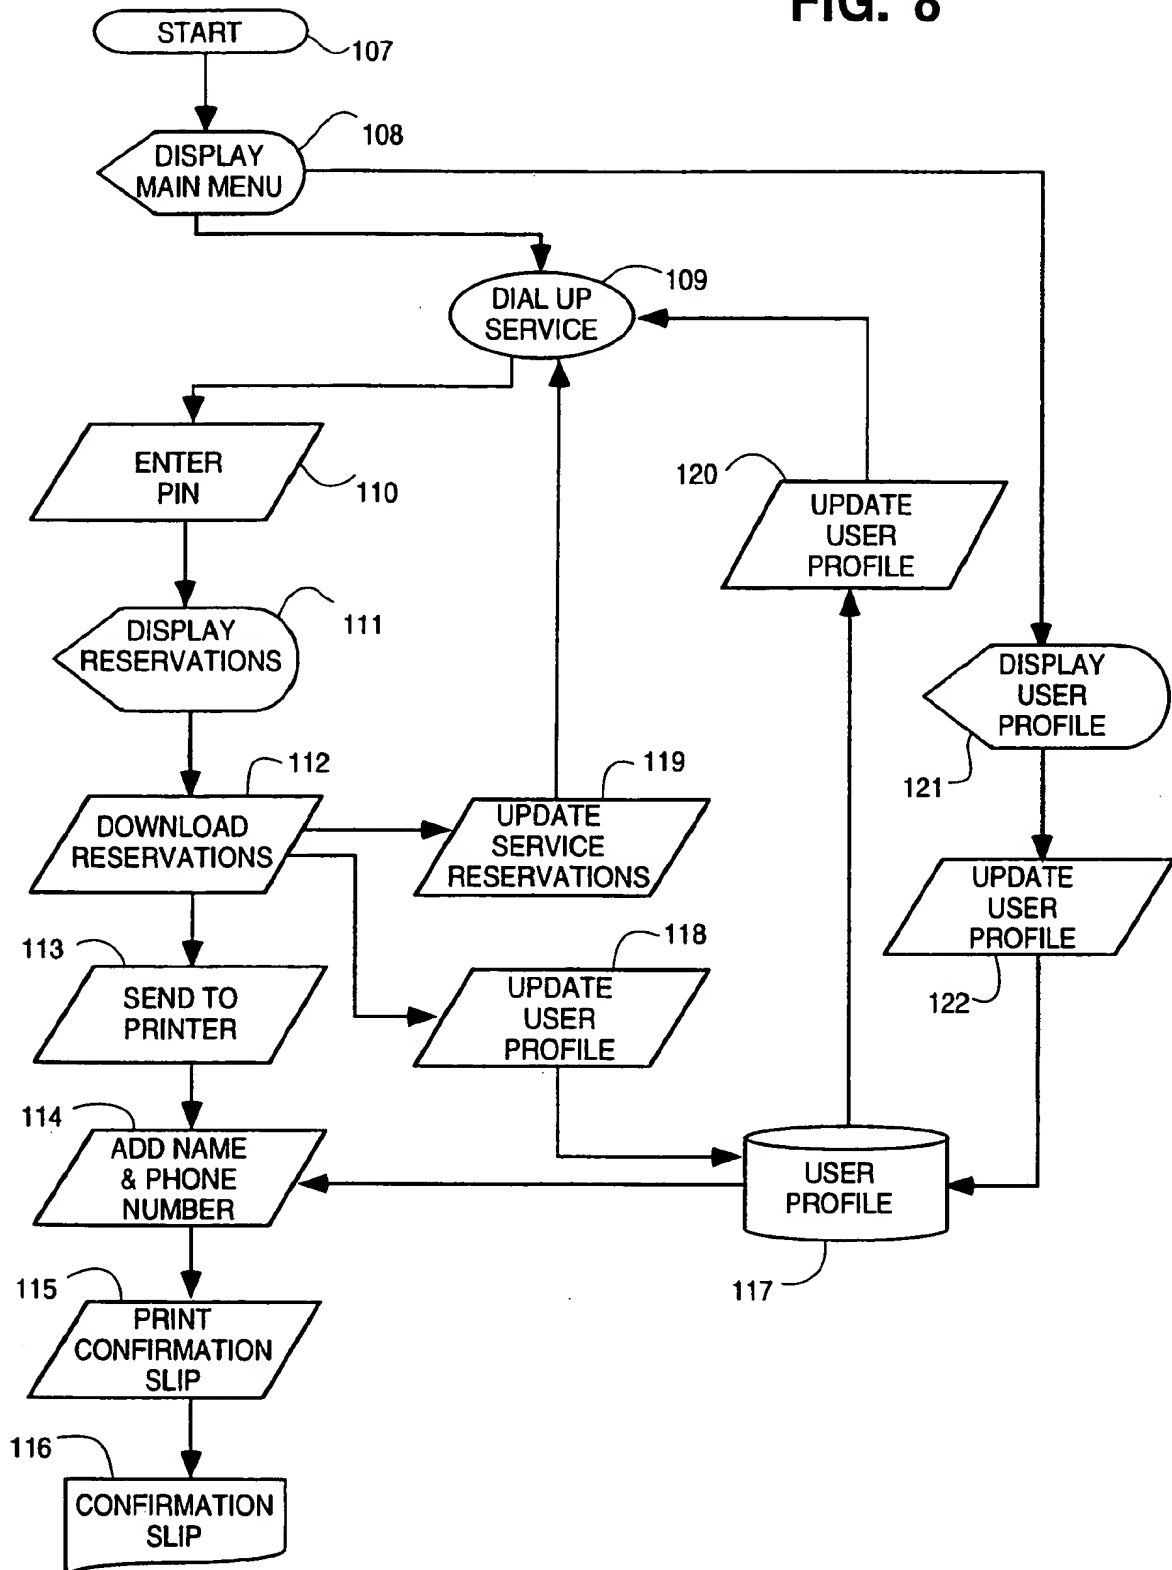 FIG. 8
START
107
DISPLAY
MAIN MENU
108
DIAL UP
SERVICE
109
ENTER
PIN
110
120
UPDATE
USER
PROFILE
DISPLAY
RESERVATIONS
111
DISPLAY
USER
PROFILE
121
112
DOWNLOAD
RESERVATIONS
119
UPDATE
SERVICE
RESERVATIONS
UPDATE
USER
PROFILE
122
113
SEND TO
PRINTER
118
UPDATE
USER
PROFILE
114
ADD NAME
& PHONE
NUMBER
USER
PROFILE
117
115
PRINT
CONFIRMATION
SLIP
116
CONFIRMATION
SLIP